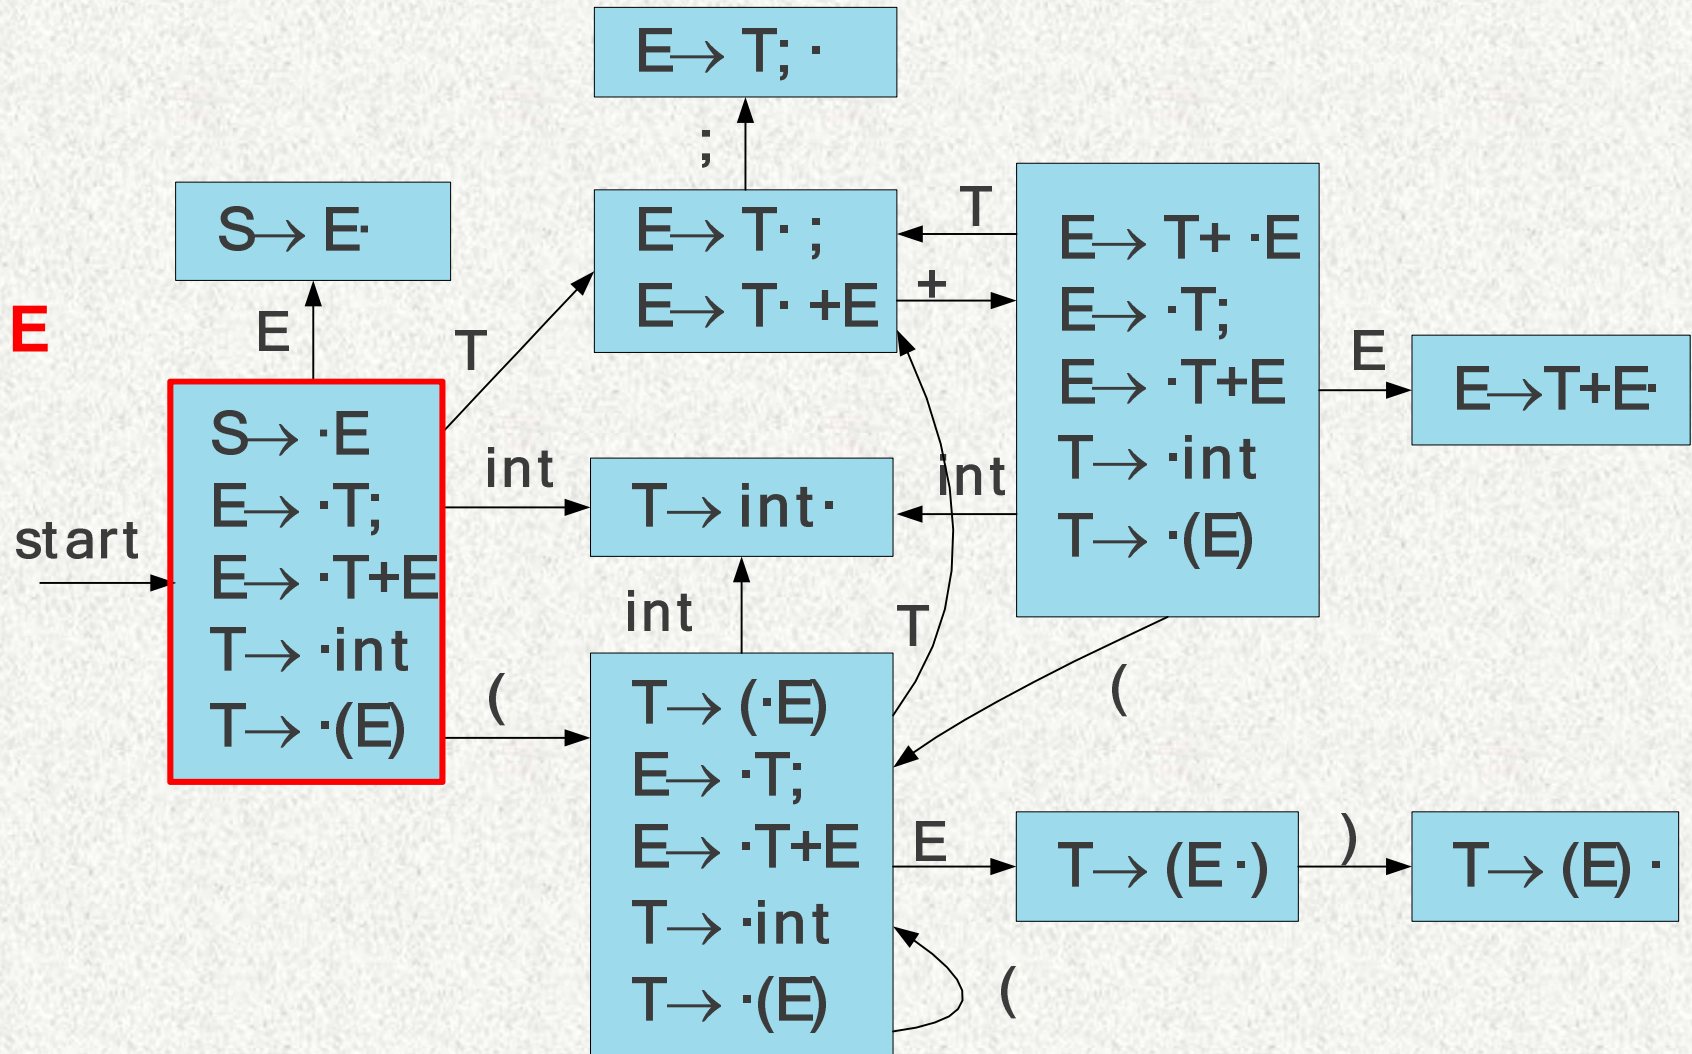 E→ T; ·
;
S→ E·
E→ T· ;
E→ T· +E
T
+
E→ T+ ·E
E→ ·T;
E→ ·T+E
T→ ·int
T→ ·(E)
E
E
T
E
E→T+E·
S→ ·E
E→ ·T;
E→ ·T+E
T→ ·int
T→ ·(E)
start
int
T→ int ·
int
int
T
(
(
T→ (·E)
E→ ·T;
E→ ·T+E
T→ ·int
T→ ·(E)
E
T→ (E ·)
)
T→ (E) ·
(